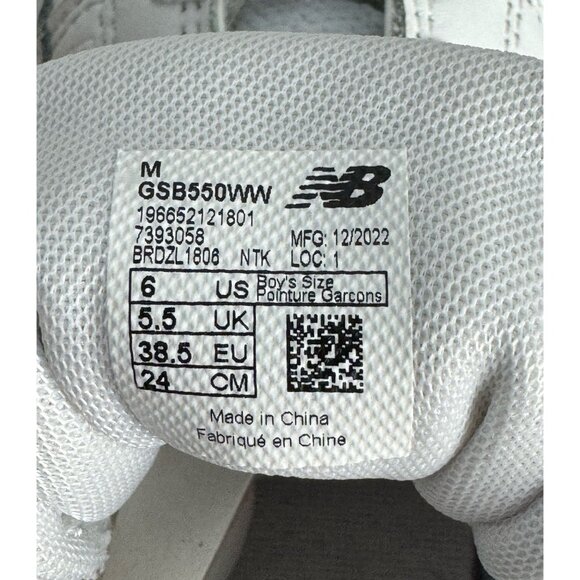 M
GSB550WW
NB
196652121801
7393058 MFG: 12/2022
BRDZL1806 NTK LOC: 1
6 US Boy's Size
Pointure Garcons
5.5 UK
38.5 EU
24 CM
Made in China
Fabriqué en Chine